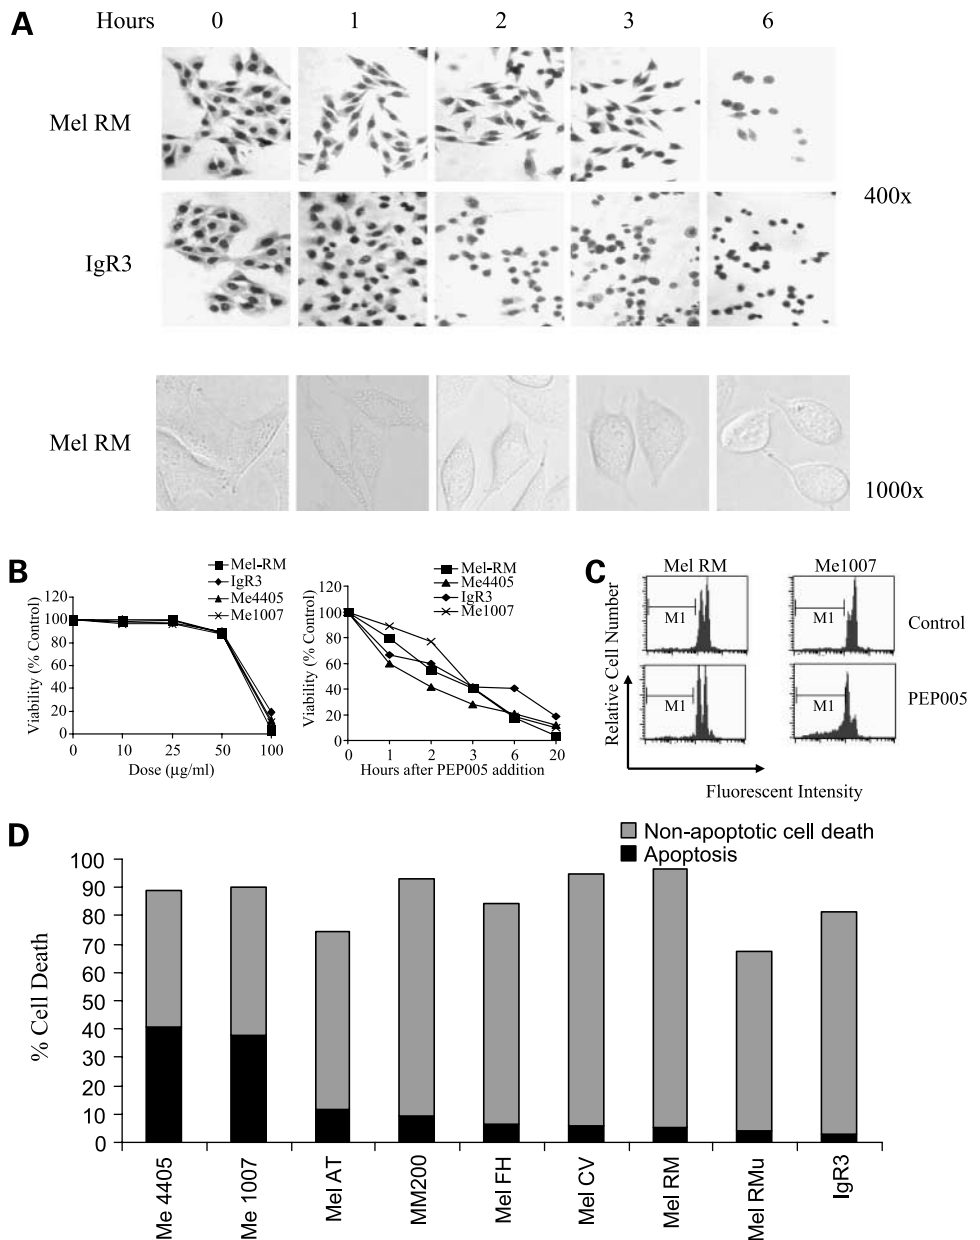 A Hours 0 1 2 3 6
Mel RM
400x
IgR3
Mel RM
1000x
B
Mel-RM
IgR3
Me4405
Me1007
Viability (% Control)
120
100
80
60
40
20
0
0 10 25 50 100
Dose (µg/ml)
Mel-RM
Me4405
IgR3
Me1007
Viability (% Control)
120
100
80
60
40
20
0
0 1 2 3 6 20
Hours after PEP005 addition
C
Mel RM Me1007
M1 M1 Control
M1 M1 PEP005
Relative Cell Number
Fluorescent Intensity
D
Non-apoptotic cell death
Apoptosis
% Cell Death
100
90
80
70
60
50
40
30
20
10
0
Me 4405
Me 1007
Mel AT
MM200
Mel FH
Mel CV
Mel RM
Mel RMu
IgR3